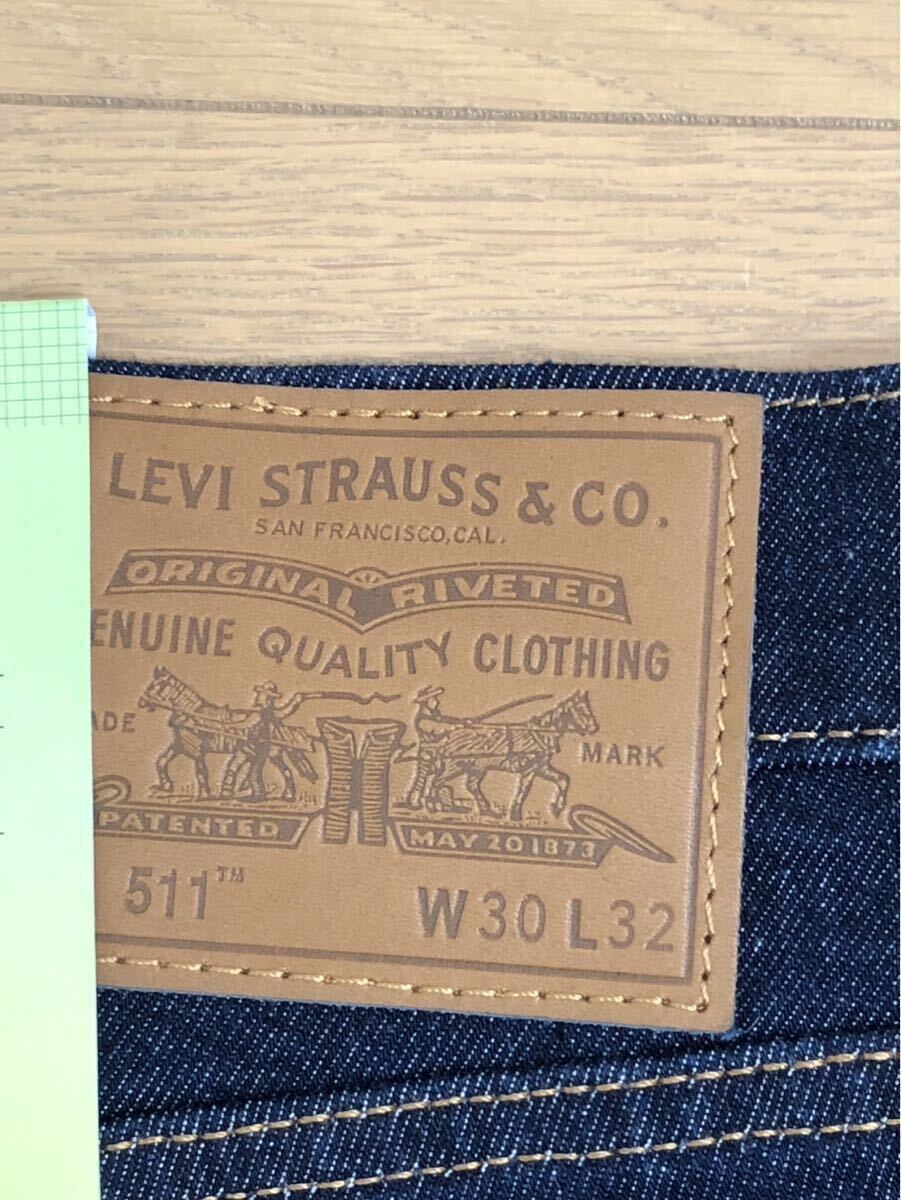 LEVI STRAUSS & CO.
SAN FRANCISCO, CAL.
ORIGINAL RIVETED
ENUINE QUALITY CLOTHING
ADE MARK
PATENTED MAY 20 1873
511™ W30 L32